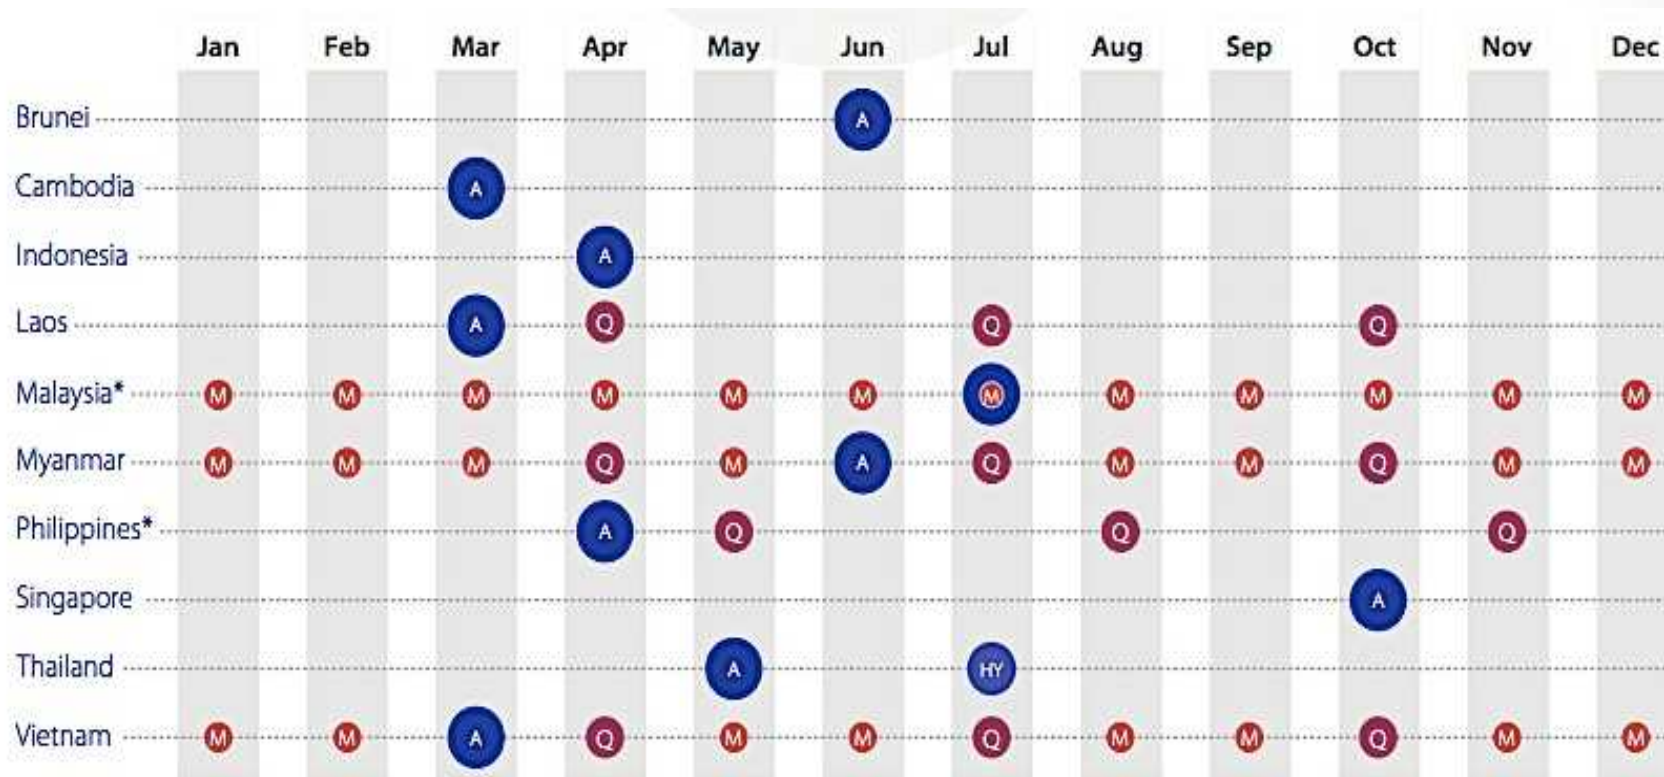 Jan Feb Mar Apr May Jun Jul Aug Sep Oct Nov Dec
Brunei A
Cambodia A
Indonesia A
Laos A Q Q Q
Malaysia* M M M M M M M M M M M M
Myanmar M M M Q M A Q M M Q M M
Philippines* A Q Q Q
Singapore A
Thailand A HY
Vietnam M M A Q M M Q M M Q M M